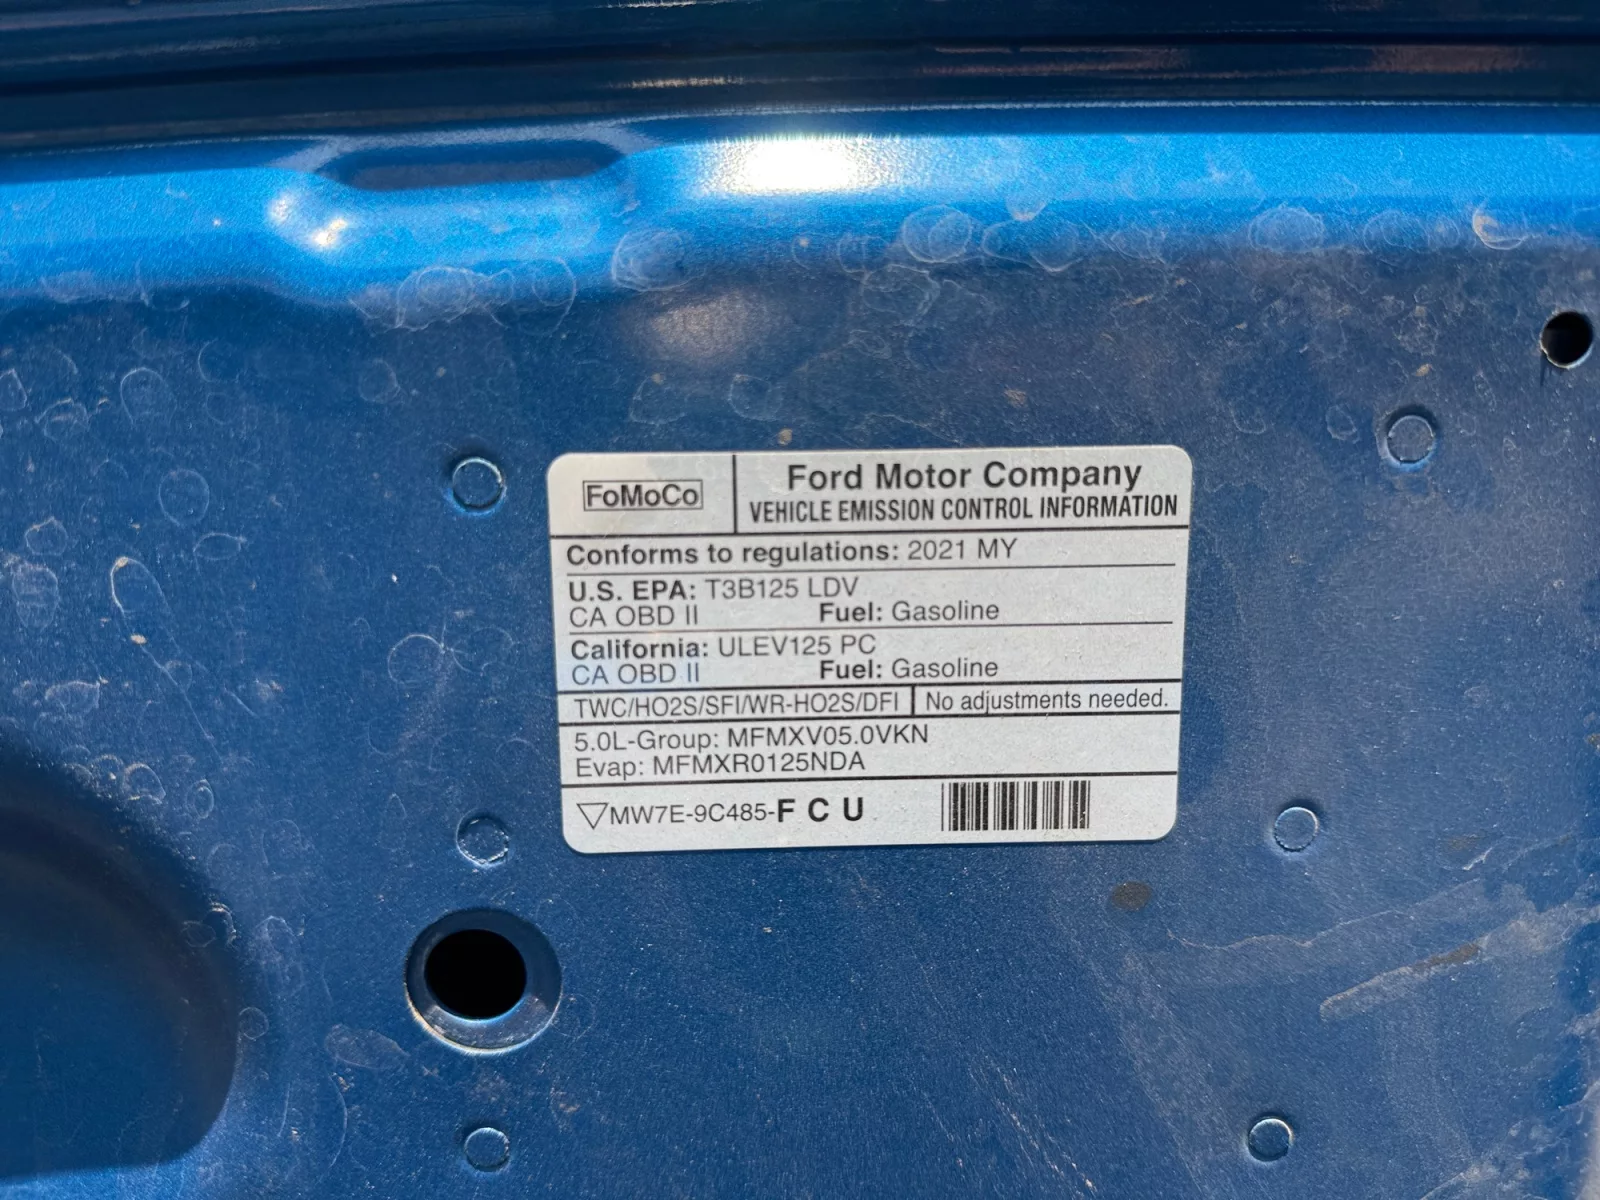 FoMoCo
Ford Motor Company
VEHICLE EMISSION CONTROL INFORMATION
Conforms to regulations: 2021 MY
U.S. EPA: T3B125 LDV
CA OBD II Fuel: Gasoline
California: ULEV125 PC
CA OBD II Fuel: Gasoline
TWC/HO2S/SFI/WR-HO2S/DFI No adjustments needed.
5.0L-Group: MFMXV05.0VKN
Evap: MFMXR0125NDA
▽MW7E-9C485-F C U